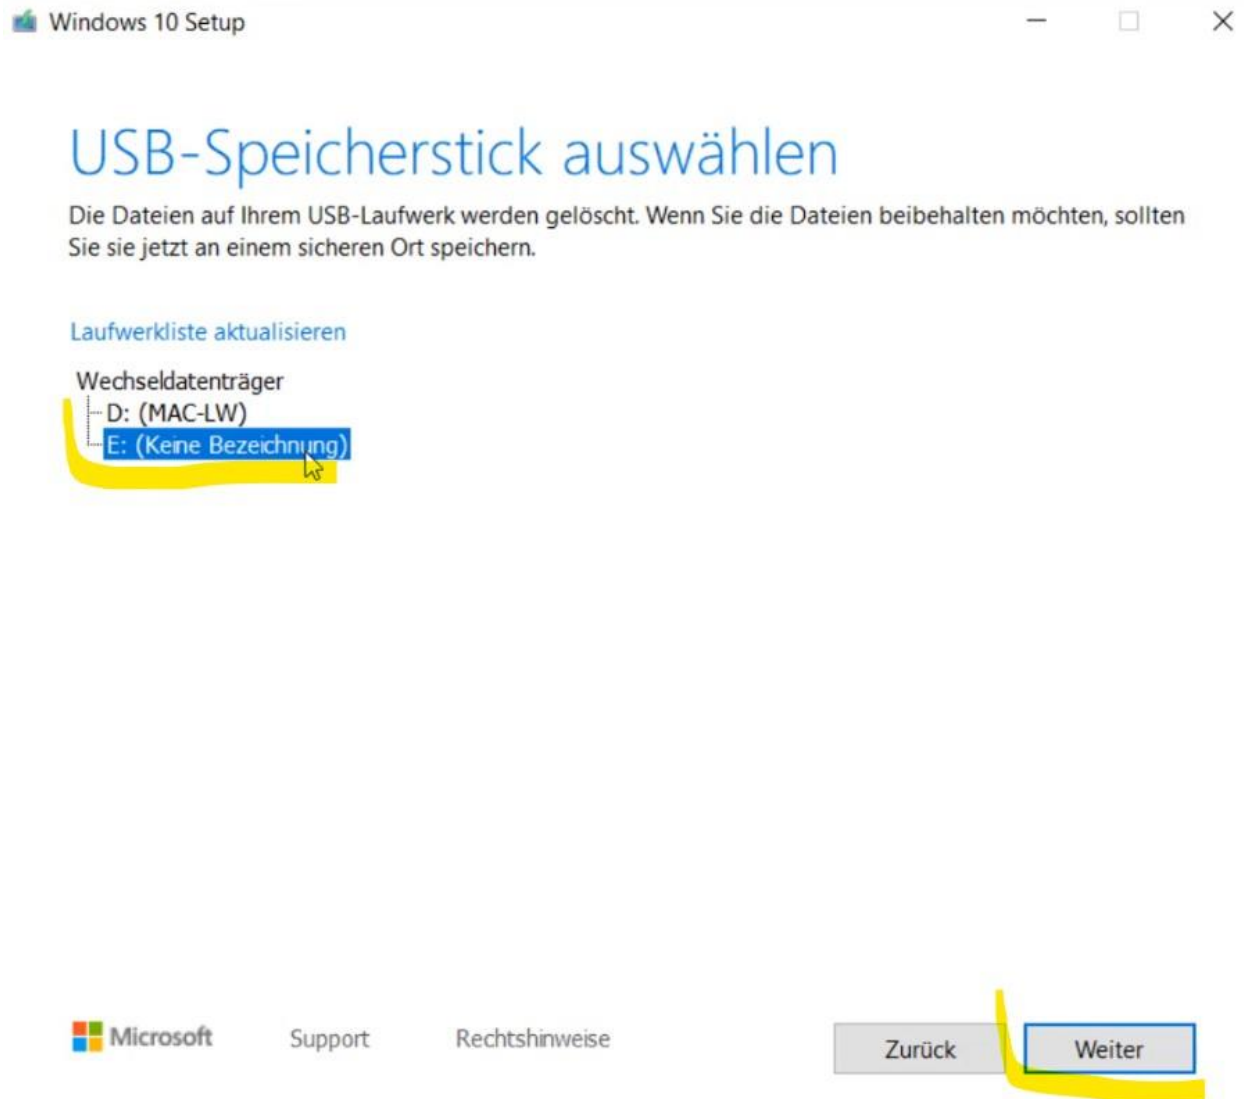 Windows 10 Setup
USB-Speicherstick auswählen
Die Dateien auf Ihrem USB-Laufwerk werden gelöscht. Wenn Sie die Dateien beibehalten möchten, sollten
Sie sie jetzt an einem sicheren Ort speichern.
Laufwerkliste aktualisieren
Wechseldatenträger
D: (MAC-LW)
E: (Keine Bezeichnung)
Microsoft Support Rechtshinweise Zurück Weiter